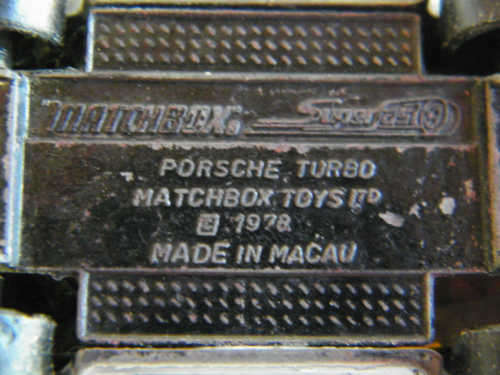 "MATCHBOX" Superfast
PORSCHE TURBO
MATCHBOX TOYS LTD
© 1978
MADE IN MACAU